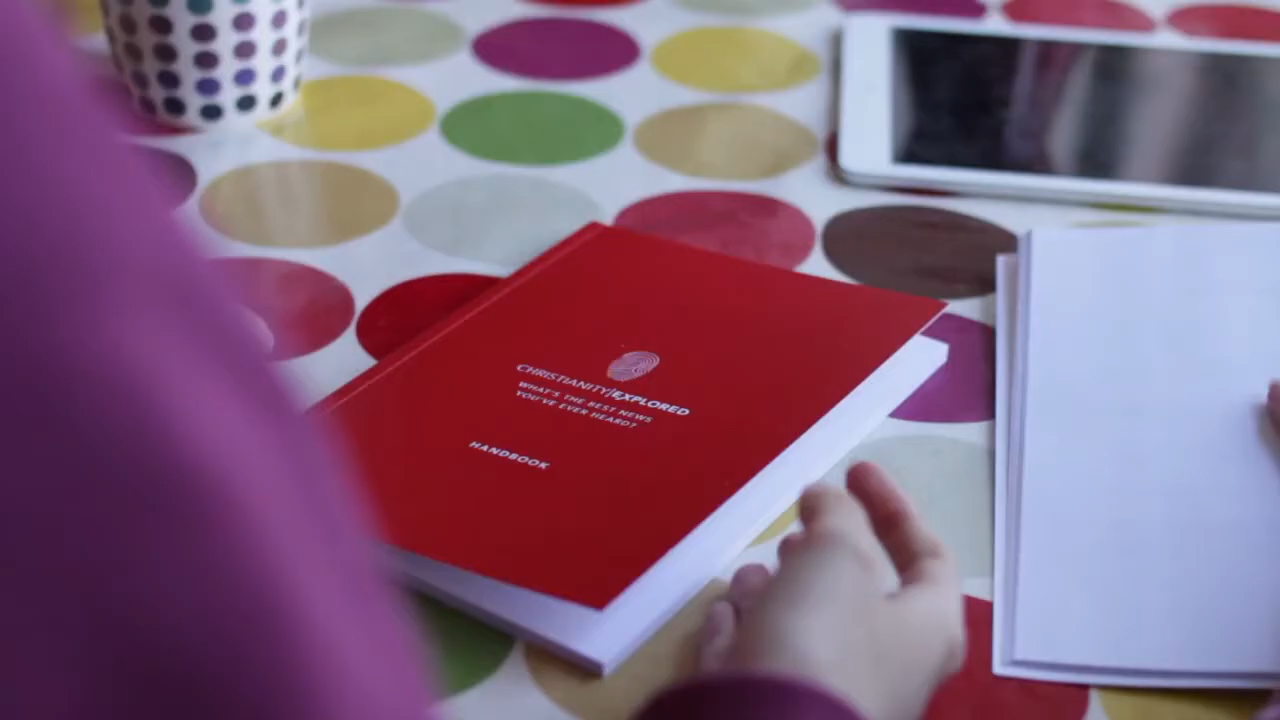 CHRISTIANITY|EXPLORED
WHAT'S THE BEST NEWS
YOU'VE EVER HEARD?
HANDBOOK